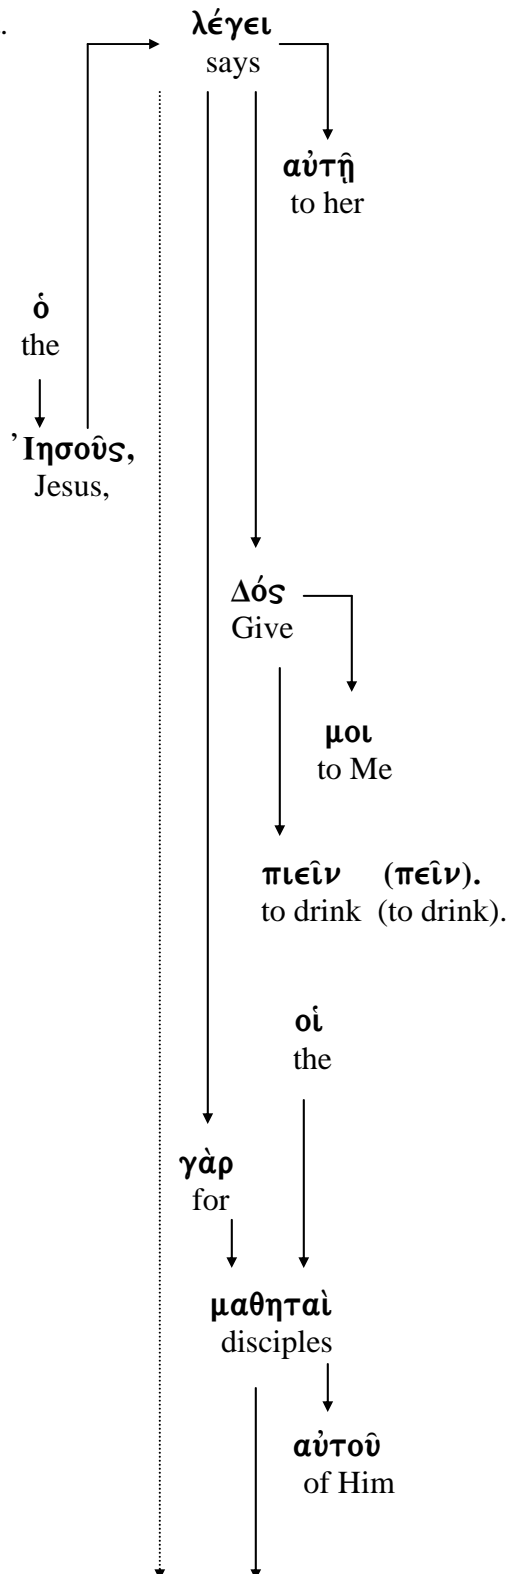 .
λέγει
says
αὐτῇ
to her
ὁ
the
Ἰησοῦς,
Jesus,
Δός
Give
μοι
to Me
πιεῖν (πεῖν).
to drink (to drink).
οἱ
the
γὰρ
for
μαθηταὶ
disciples
αὐτοῦ
of Him